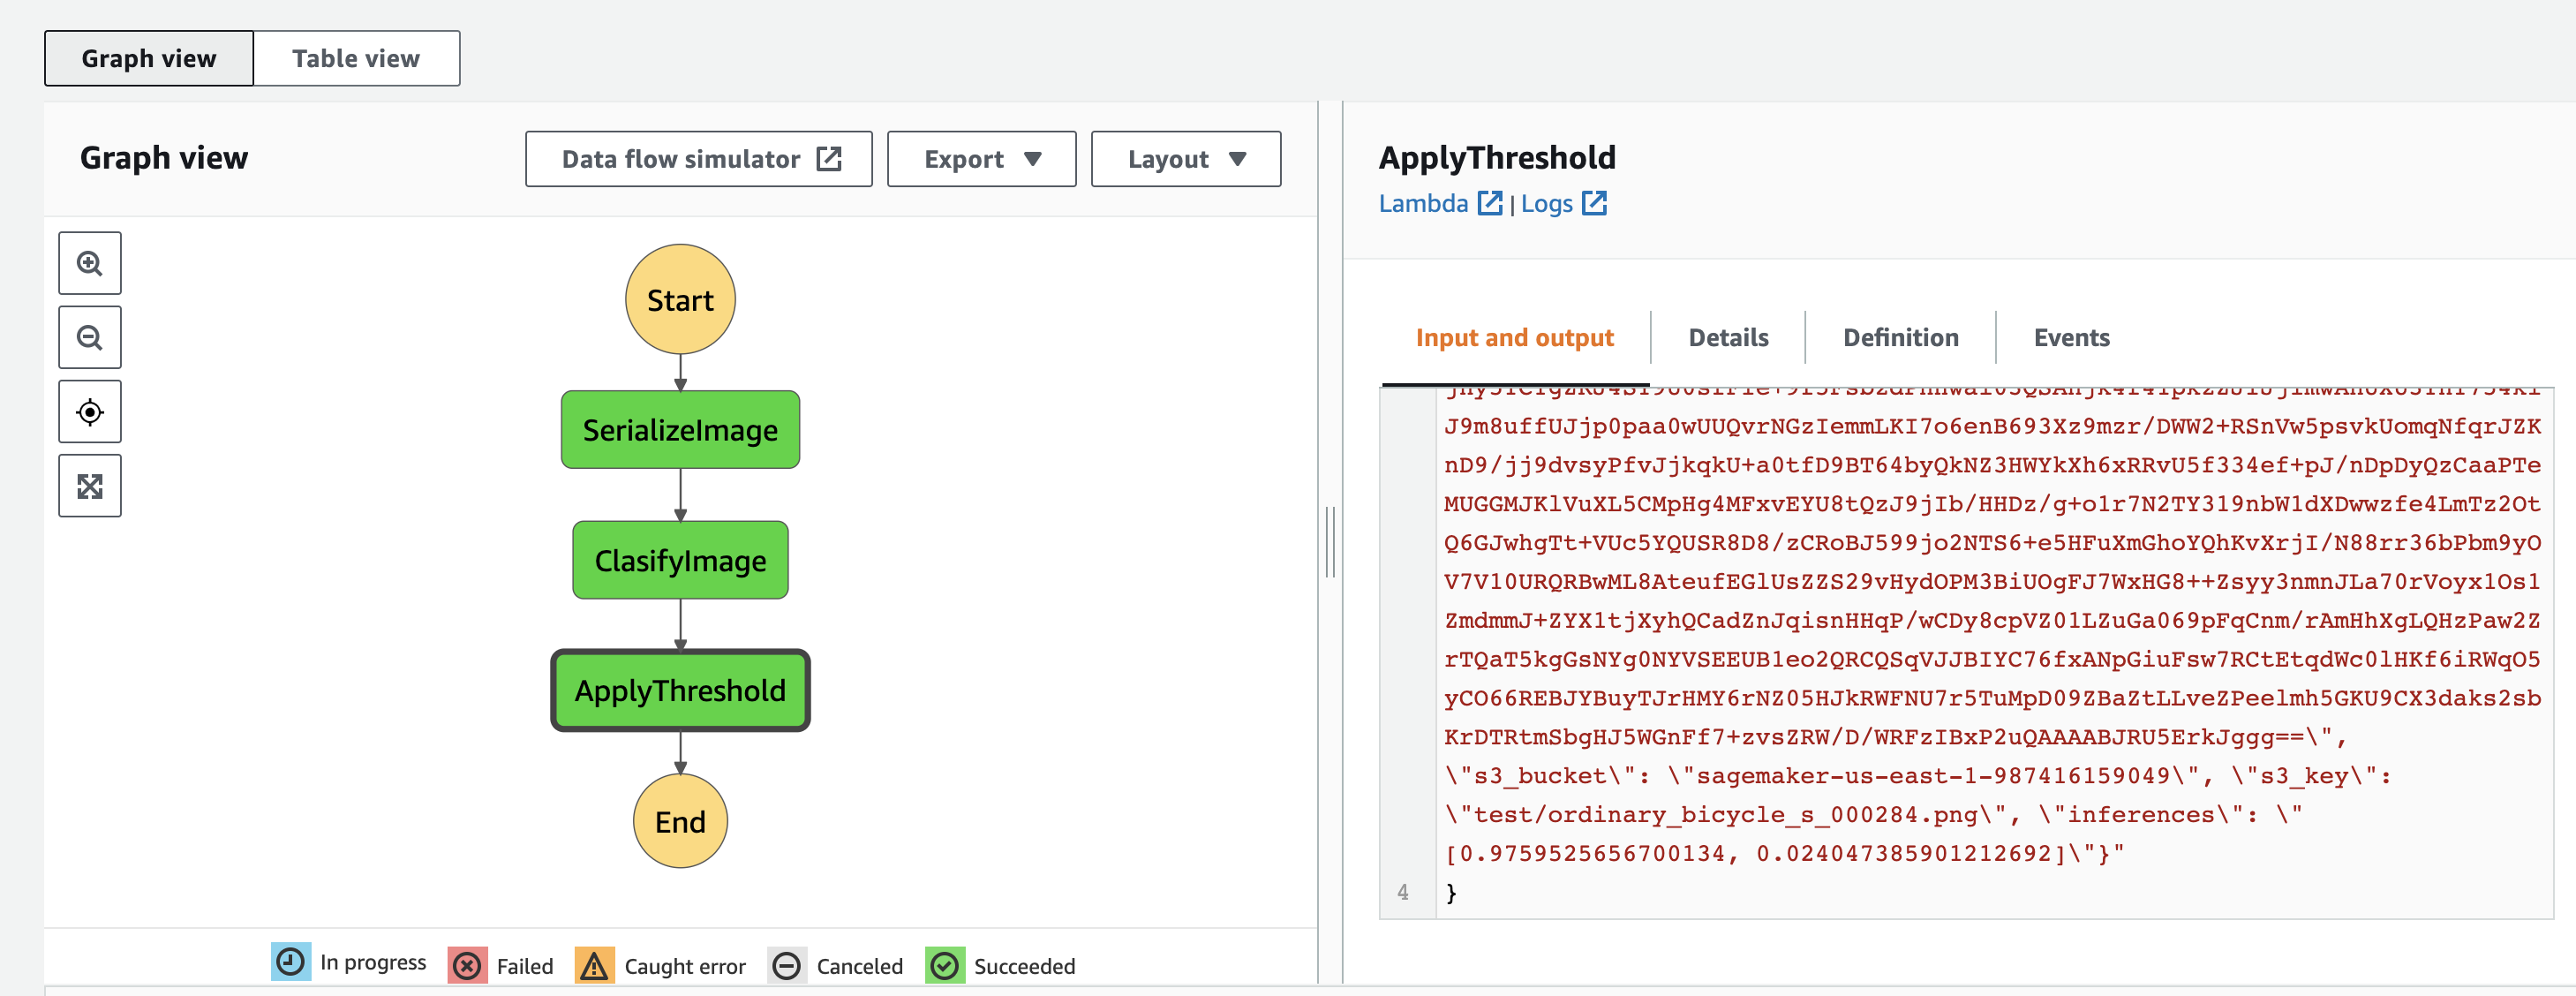 Graph view
Table view
Graph view
Data flow simulator
Export
Layout
Start
SerializeImage
ClasifyImage
ApplyThreshold
End
In progress
Failed
Caught error
Canceled
Succeeded
ApplyThreshold
Lambda | Logs
Input and output
Details
Definition
Events
J9m8uffUJjp0paa0wUUQvrNGzIemmLKI7o6enB693Xz9mzr/DWW2+RSnVw5psvkUomqNfqrJZK
nD9/jj9dvsyPfvJjkqkU+a0tfD9BT64byQkNZ3HWYkXh6xRRvU5f334ef+pJ/nDpDyQzCaaPTe
MUGGMJKlVuXL5CMpHg4MFxvEYU8tQzJ9jIb/HHDz/g+o1r7N2TY319nbW1dXDwwzfe4LmTz2Ot
Q6GJwhgTt+VUc5YQUSR8D8/zCRoBJ599jo2NTS6+e5HFuXmGhoYQhKvXrjI/N88rr36bPbm9yO
V7V10URQRBwML8AteufEGlUsZZS29vHydOPM3BiUOgFJ7WxHG8++Zsyy3nmnJLa70rVoyx1Os1
ZmdmmJ+ZYX1tjXyhQCadZnJqisnHHqP/wCDy8cpVZ01LZuGa069pFqCnm/rAmHhXgLQHzPaw2Z
rTQaT5kgGsNYg0NYVSEEUB1eo2QRCQSqVJJBIYC76fxANpGiuFsw7RCtEtqdWc0lHKf6iRWqO5
yCO66REBJYBuyTJrHMY6rNZ05HJkRWFNU7r5TuMpD09ZBaZtLLveZPeelmh5GKU9CX3daks2sb
KrDTRtmSbgHJ5WGnFf7+zvsZRW/D/WRFzIBxP2uQAAAABJRU5ErkJggg==\",
\"s3_bucket\": \"sagemaker-us-east-1-987416159049\", \"s3_key\":
\"test/ordinary_bicycle_s_000284.png\", \"inferences\": \"
[0.9759525656700134, 0.024047385901212692]\"}"
4 }